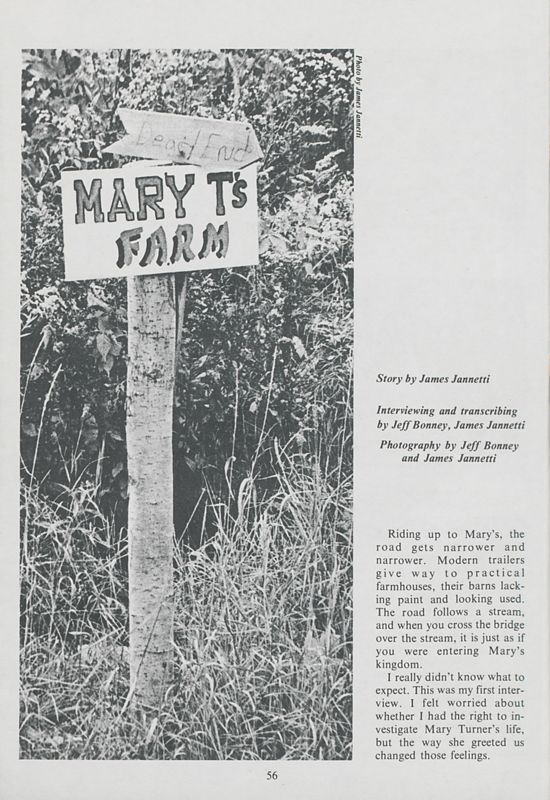 Photo by James Jannetti
Dead End
MARY T's
FARM
Story by James Jannetti
Interviewing and transcribing
by Jeff Bonney, James Jannetti
Photography by Jeff Bonney
and James Jannetti
Riding up to Mary's, the
road gets narrower and
narrower. Modern trailers
give way to practical
farmhouses, their barns lack-
ing paint and looking used.
The road follows a stream,
and when you cross the bridge
over the stream, it is just as if
you were entering Mary's
kingdom.
I really didn't know what to
expect. This was my first inter-
view. I felt worried about
whether I had the right to in-
vestigate Mary Turner's life,
but the way she greeted us
changed those feelings.
56